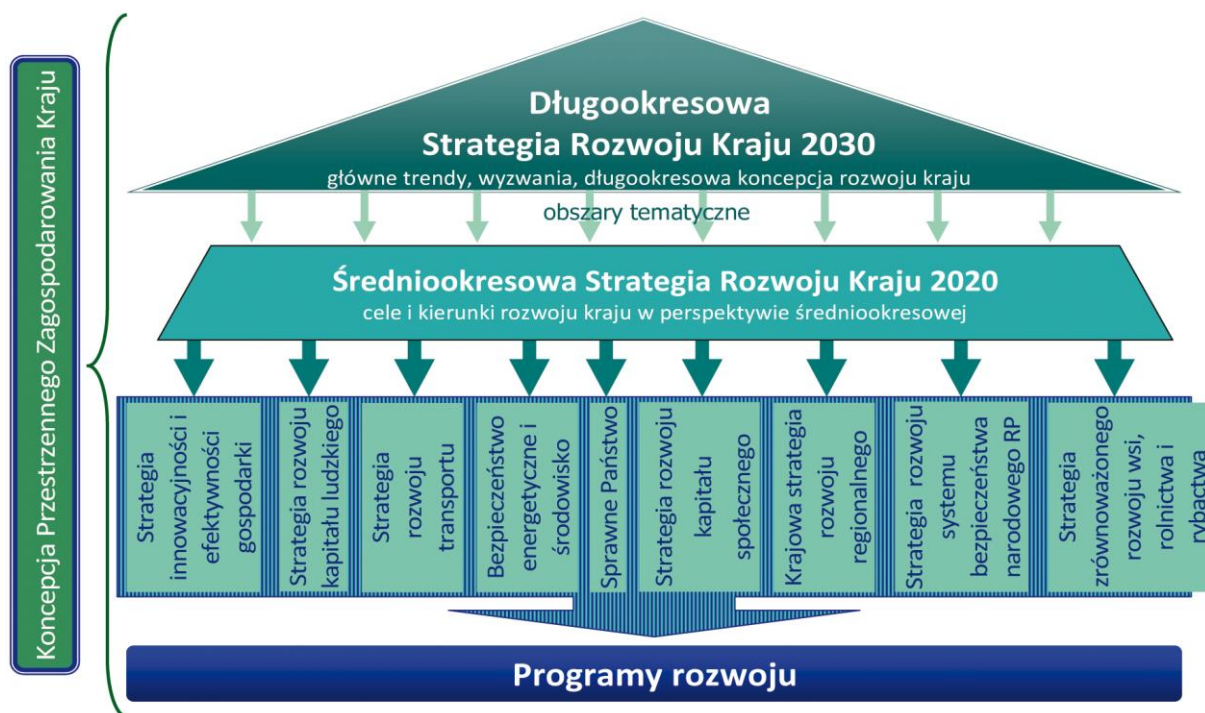 Koncepcja Przestrzennego Zagospodarowania Kraju
Długookresowa
Strategia Rozwoju Kraju 2030
główne trendy, wyzwania, długookresowa koncepcja rozwoju kraju
obszary tematyczne
Średniookresowa Strategia Rozwoju Kraju 2020
cele i kierunki rozwoju kraju w perspektywie średniookresowej
Strategia
innowacyjności i
efektywności
gospodarki
Strategia rozwoju
kapitału ludzkiego
Strategia
rozwoju
transportu
Bezpieczeństwo
energetyczne i
środowisko
Sprawne Państwo
Strategia rozwoju
kapitału
społecznego
Krajowa strategia
rozwoju
regionalnego
Strategia rozwoju
systemu
bezpieczeństwa
narodowego RP
Strategia
zrównoważonego
rozwoju wsi,
rolnictwa i
rybactwa
Programy rozwoju